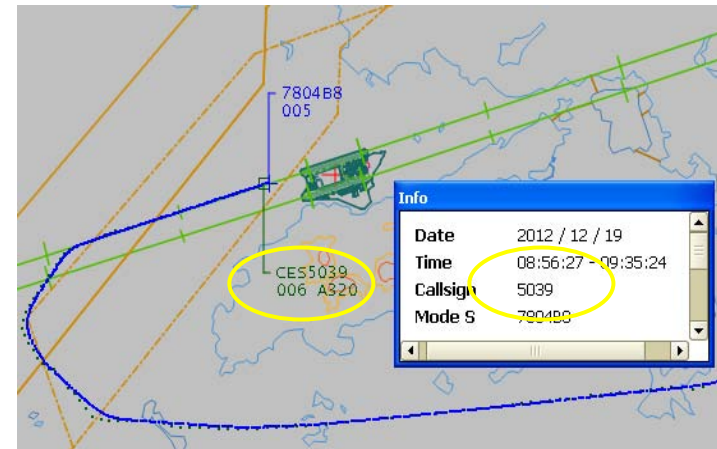 7804B8
005
CES5039
006 A320
Info
Date 2012 / 12 / 19
Time 08:56:27 - 09:35:24
Callsign 5039
Mode S 7804B8